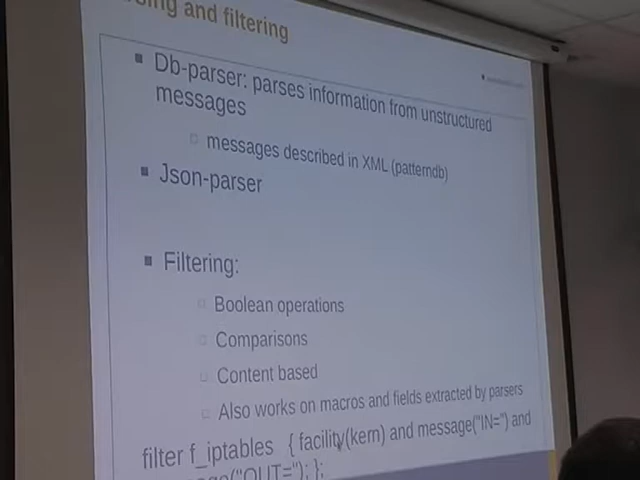 and filtering
Db-parser: parses information from unstructured
messages
messages described in XML (patterndb)
Json-parser
Filtering:
Boolean operations
Comparisons
Content based
Also works on macros and fields extracted by parsers
filter f_iptables { facility(kern) and message("IN=") and
("OUT="); };